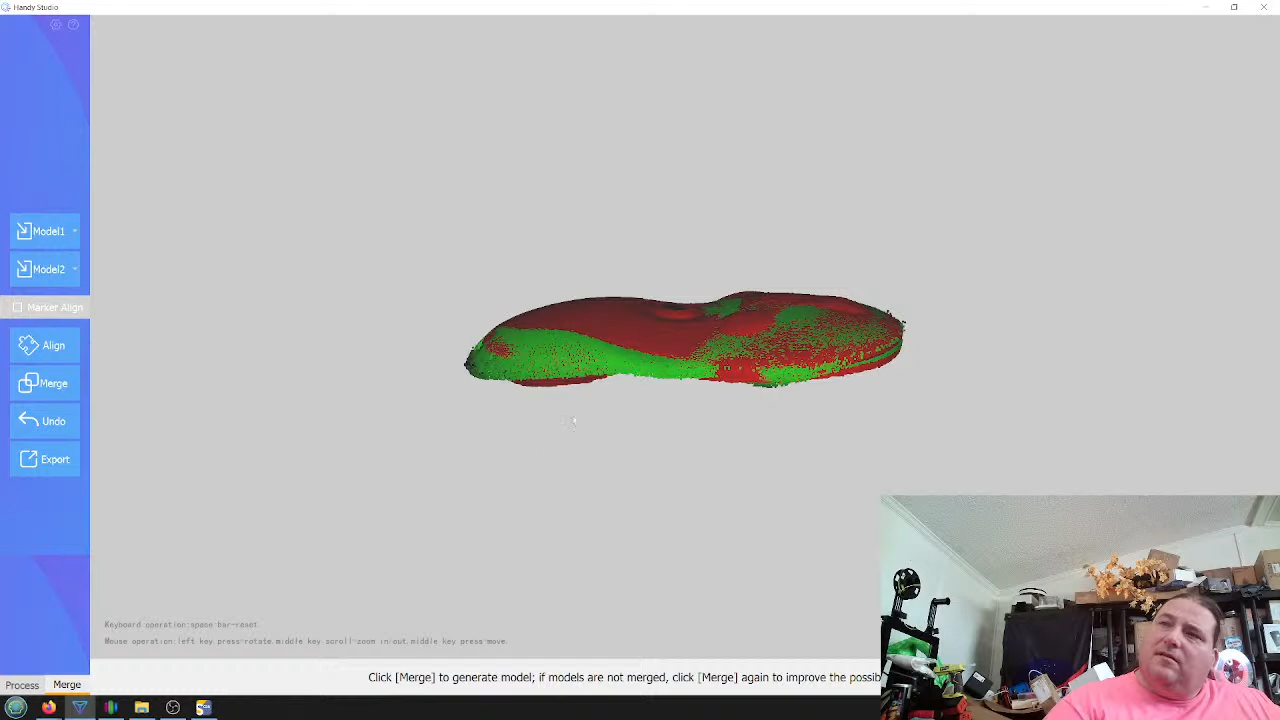 Handy Studio
Model1
Model2
Marker Align
Align
Merge
Undo
Export
Keyboard operation:space bar-reset.
Mouse operation:left key press-rotate.middle key scroll-zoom in/out.middle key press-move.
Click [Merge] to generate model; if models are not merged, click [Merge] again to improve the possib
Process
Merge